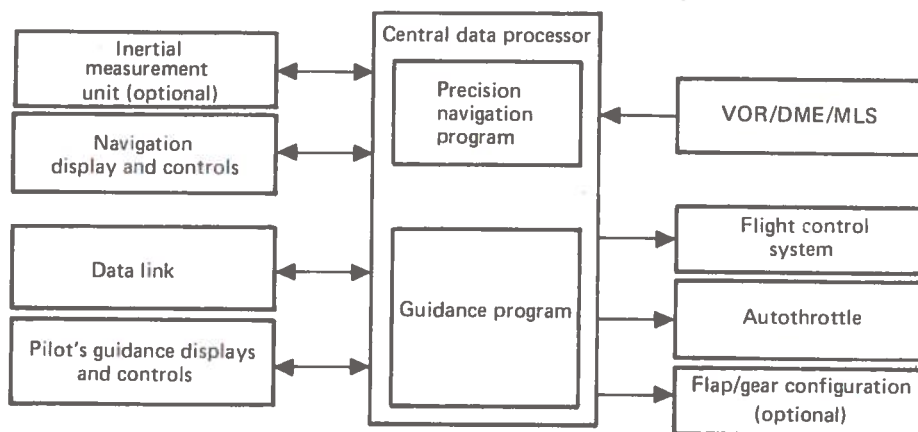 Central data processor
Inertial
measurement
unit (optional)
Navigation
display and controls
Data link
Pilot's guidance displays
and controls
Precision
navigation
program
Guidance program
VOR/DME/MLS
Flight control
system
Autothrottle
Flap/gear configuration
(optional)